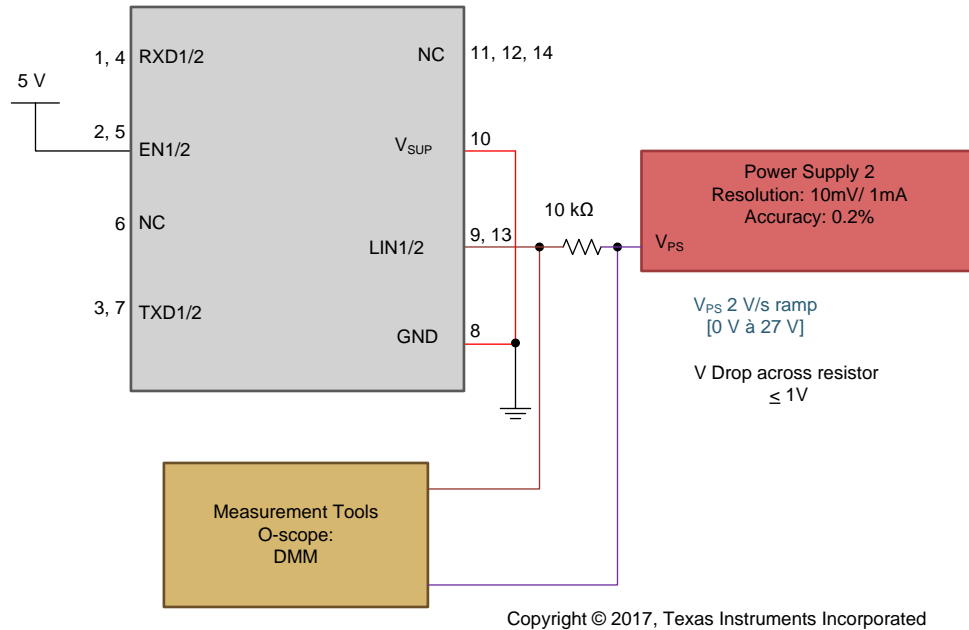 1, 4
RXD1/2
NC
11, 12, 14
5 V
2, 5
EN1/2
VSUP
10
6
NC
10 kΩ
LIN1/2
9, 13
3, 7
TXD1/2
GND
8
Power Supply 2
Resolution: 10mV/ 1mA
Accuracy: 0.2%
VPS
VPS 2 V/s ramp
[0 V à 27 V]
V Drop across resistor
≤ 1V
Measurement Tools
O-scope:
DMM
Copyright © 2017, Texas Instruments Incorporated